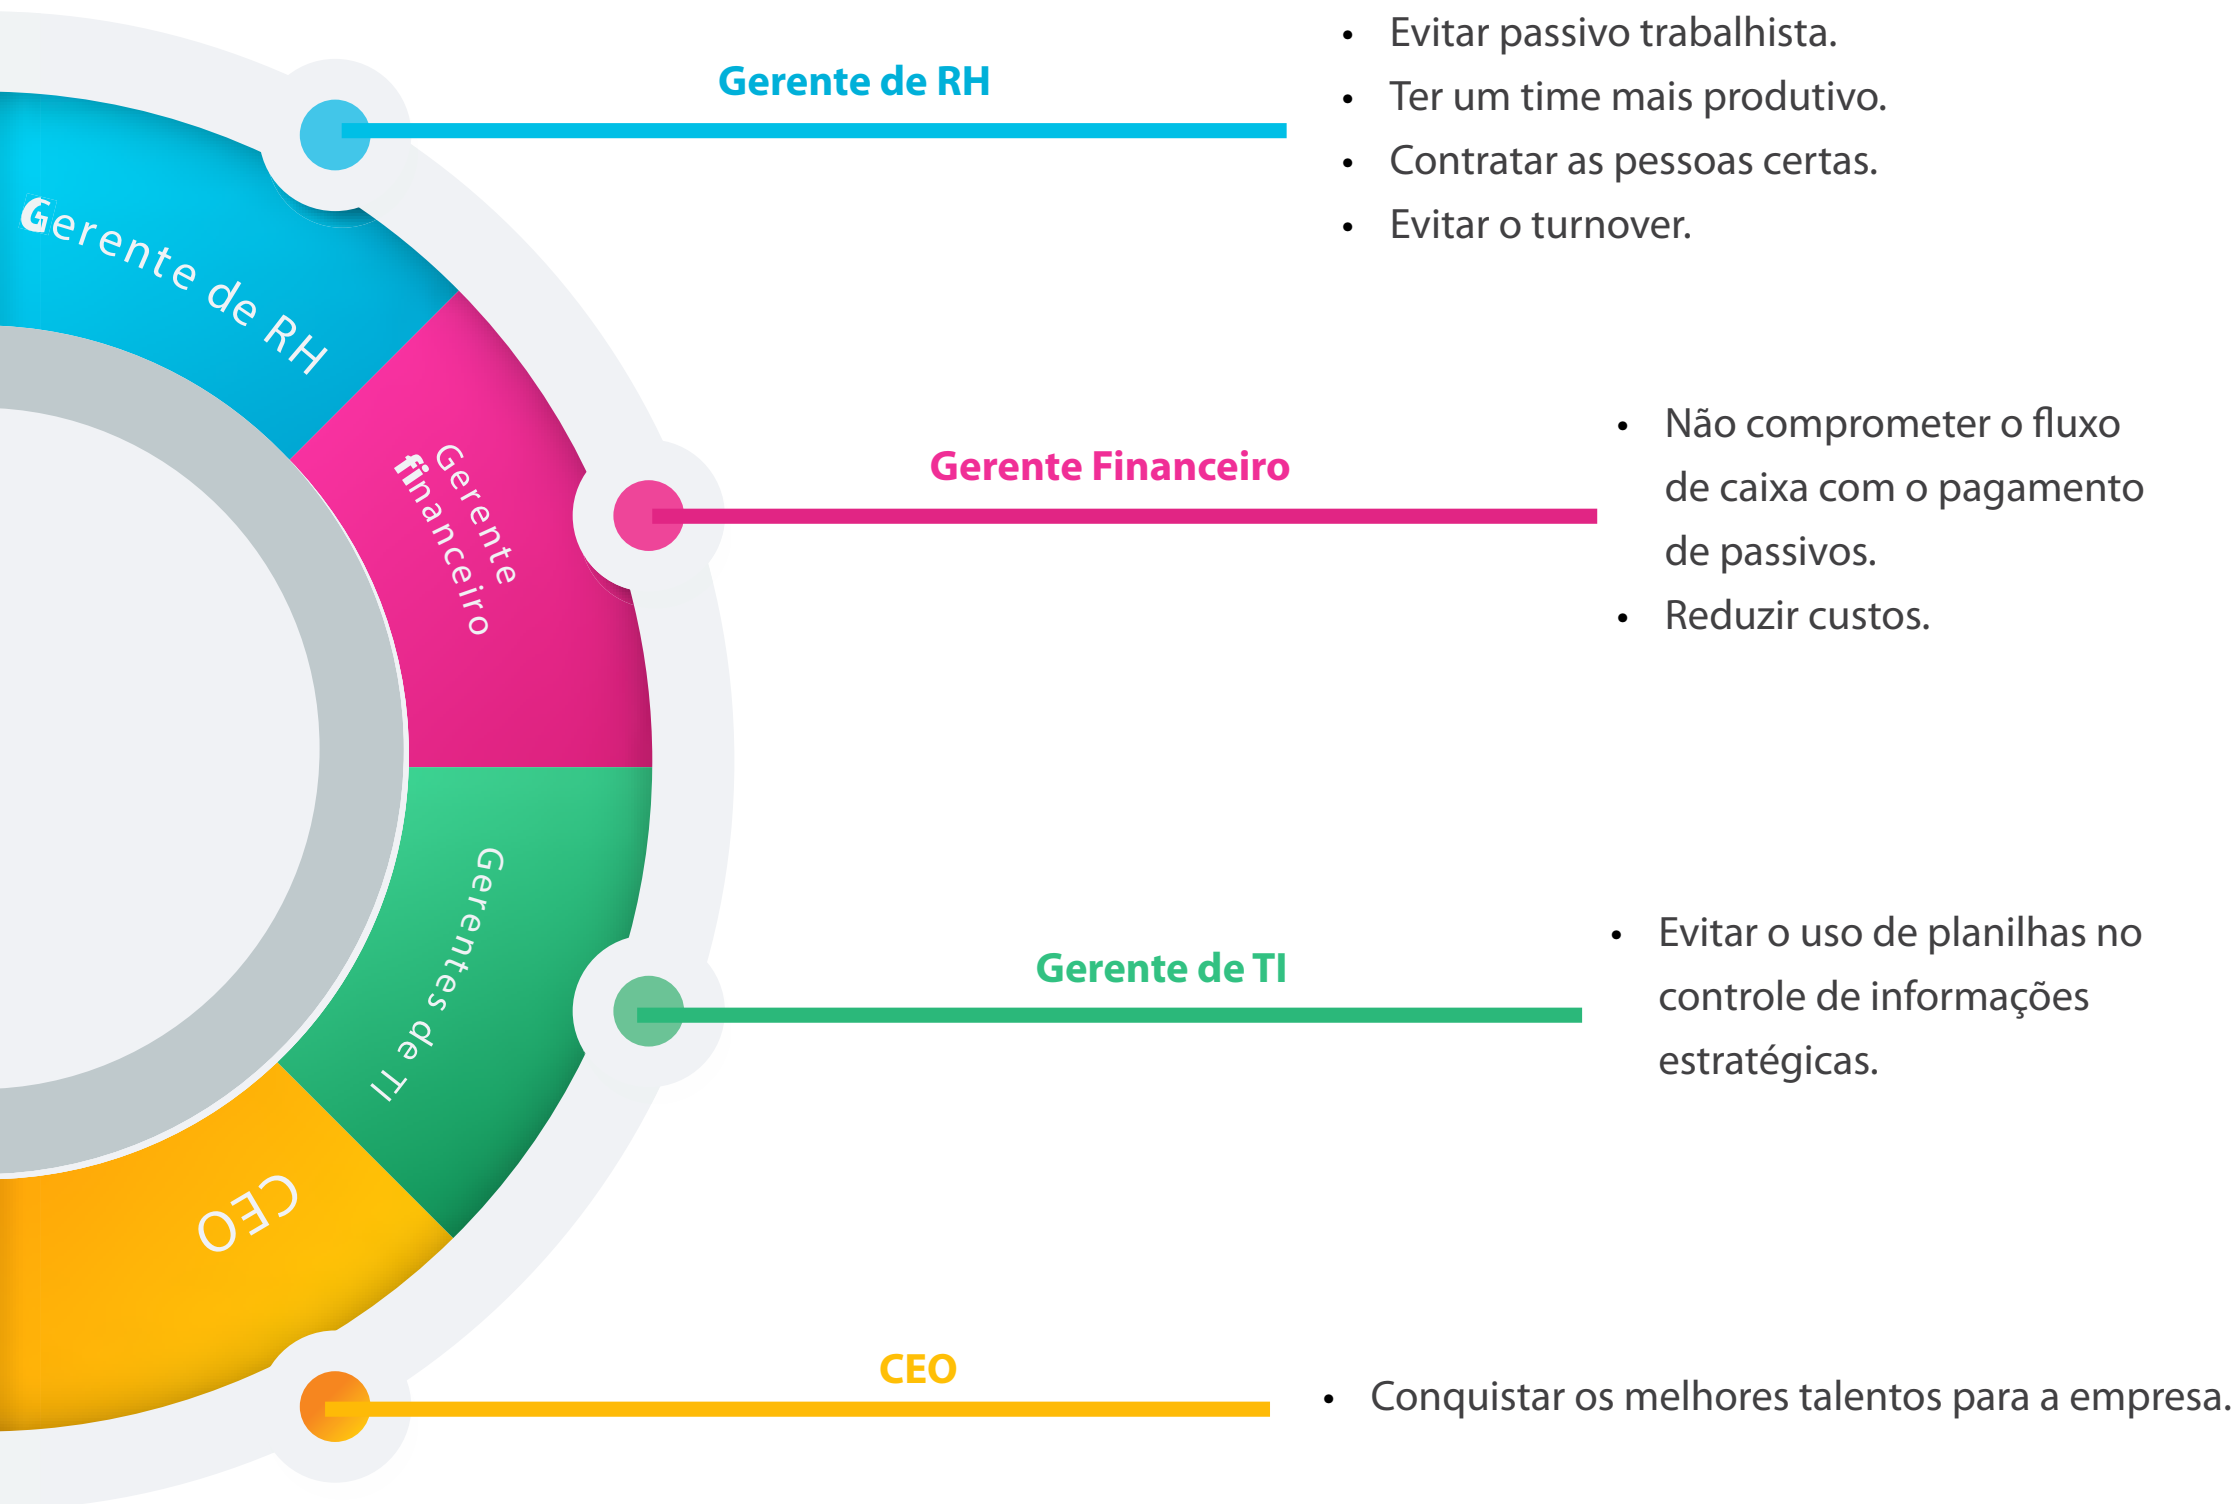 Gerente de RH
• Evitar passivo trabalhista.
• Ter um time mais produtivo.
• Contratar as pessoas certas.
• Evitar o turnover.
Gerente de RH
Gerente Financeiro
• Não comprometer o fluxo
de caixa com o pagamento
de passivos.
• Reduzir custos.
Gerente
financeiro
Gerente de TI
• Evitar o uso de planilhas no
controle de informações
estratégicas.
Gerentes de TI
CEO
• Conquistar os melhores talentos para a empresa.
CEO